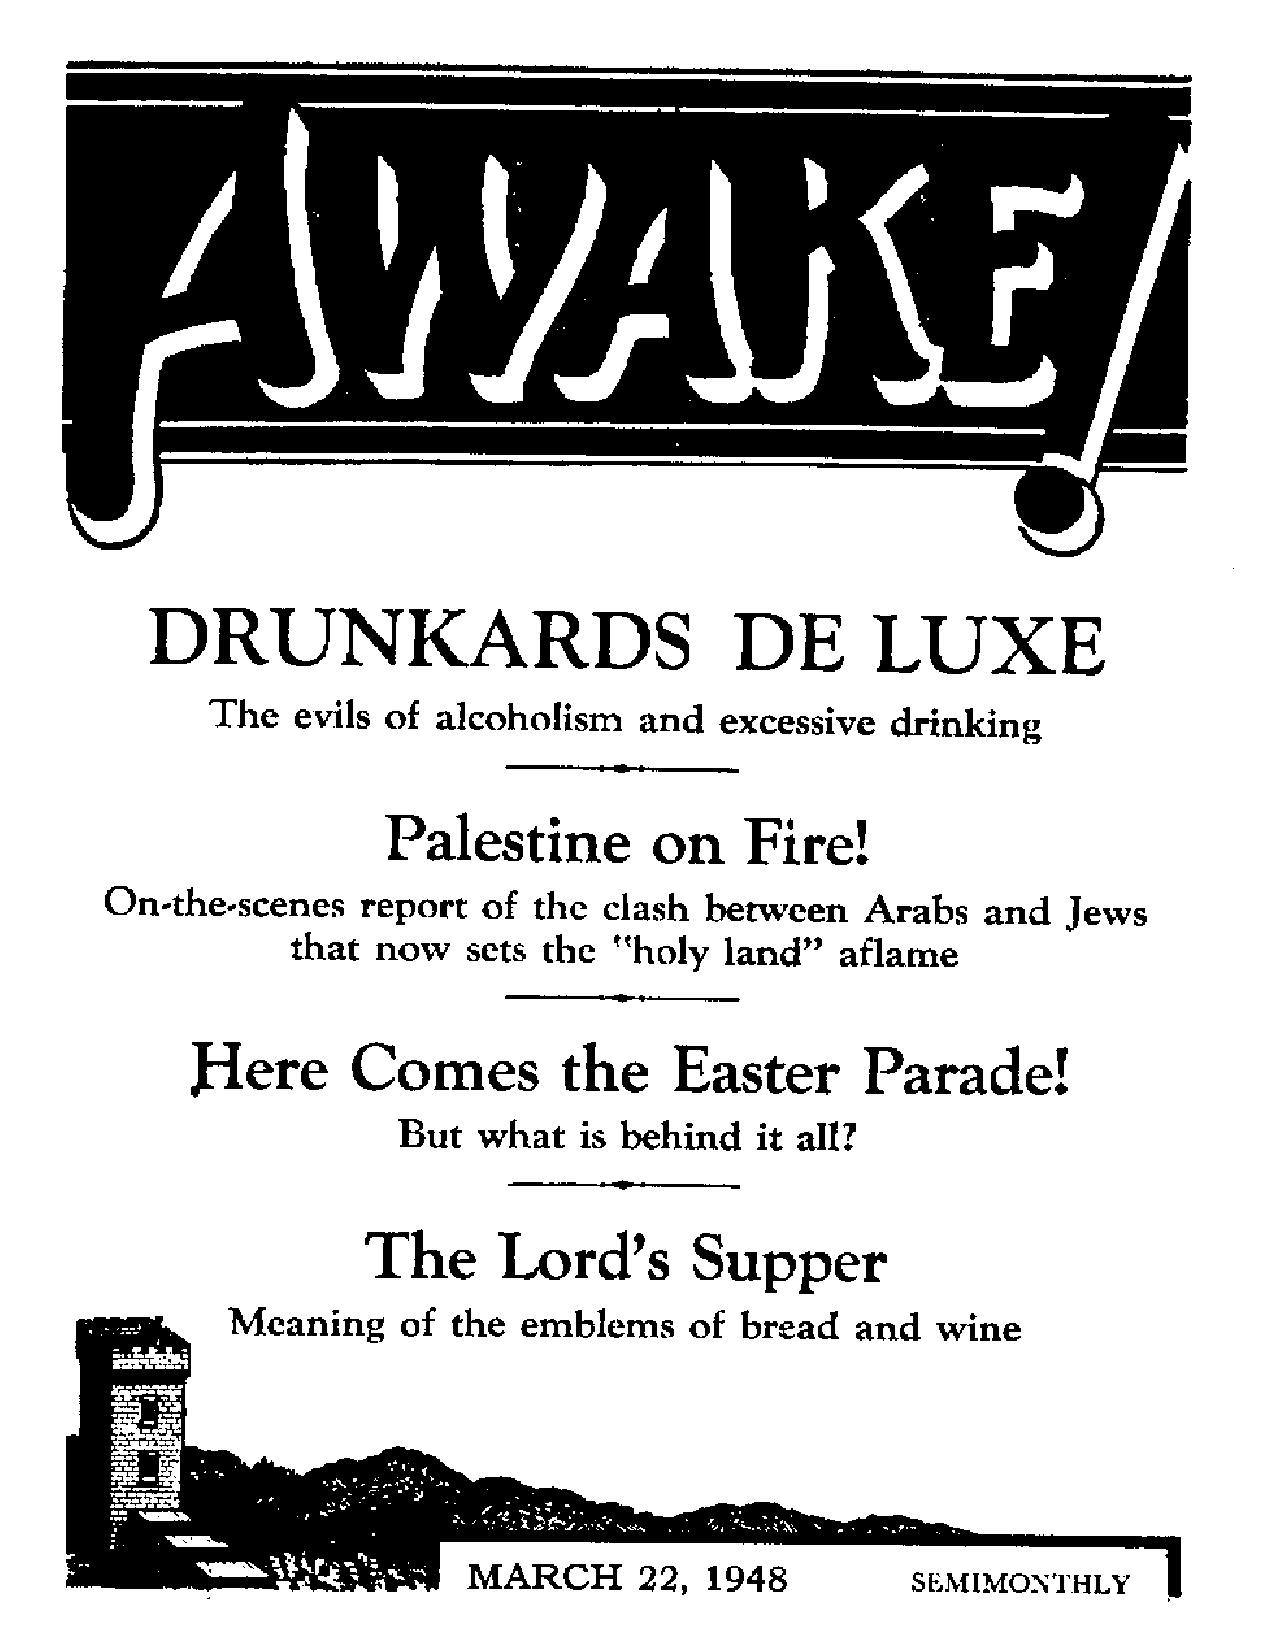 AWAKE!
DRUNKARDS DE LUXE
The evils of alcoholism and excessive drinking
Palestine on Fire!
On-the-scenes report of the clash between Arabs and Jews
that now sets the "holy land" aflame
Here Comes the Easter Parade!
But what is behind it all?
The Lord's Supper
Meaning of the emblems of bread and wine
MARCH 22, 1948 SEMIMONTHLY